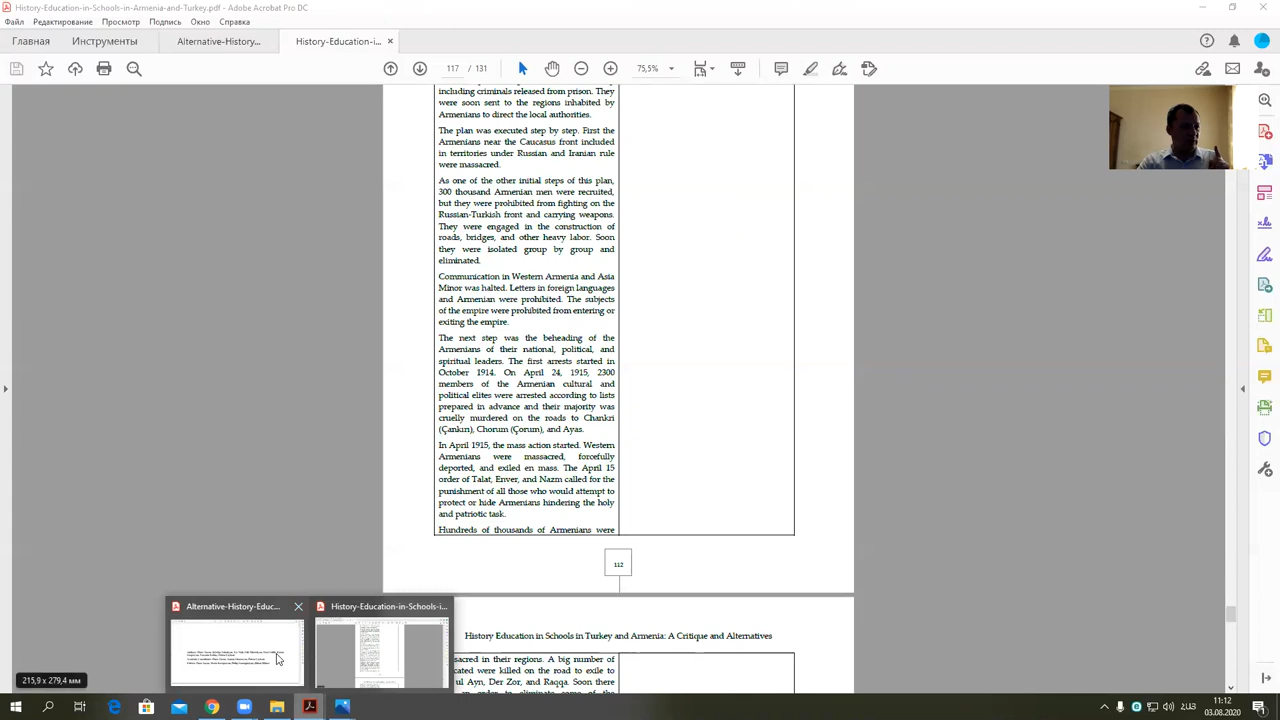 History-Education-in-Schools-in-Armenia-and-Turkey.pdf - Adobe Acrobat Pro DC
Файл Редактирование Просмотр Подпись Окно Справка
Главная Инструменты Alternative-History... History-Education-i... ×
117 / 131 75,5%
including criminals released from prison. They
were soon sent to the regions inhabited by
Armenians to direct the local authorities.
The plan was executed step by step. First the
Armenians near the Caucasus front included
in territories under Russian and Iranian rule
were massacred.
As one of the other initial steps of this plan,
300 thousand Armenian men were recruited,
but they were prohibited from fighting on the
Russian-Turkish front and carrying weapons.
They were engaged in the construction of
roads, bridges, and other heavy labor. Soon
they were isolated group by group and
eliminated.
Communication in Western Armenia and Asia
Minor was halted. Letters in foreign languages
and Armenian were prohibited. The subjects
of the empire were prohibited from entering or
exiting the empire.
The next step was the beheading of the
Armenians of their national, political, and
spiritual leaders. The first arrests started in
October 1914. On April 24, 1915, 2300
members of the Armenian cultural and
political elites were arrested according to lists
prepared in advance and their majority was
cruelly murdered on the roads to Chankri
(Çankırı), Chorum (Çorum), and Ayas.
In April 1915, the mass action started. Western
Armenians were massacred, forcefully
deported, and exiled en mass. The April 15
order of Talat, Enver, and Nazm called for the
punishment of all those who would attempt to
protect or hide Armenians hindering the holy
and patriotic task.
Hundreds of thousands of Armenians were
112
Alternative-History-Educ...
History-Education-in-Schools-i...
History Education in Schools in Turkey and Armenia: A Critique and Alternatives
sacred in their regions. A big number of
cated were killed on the road to exile to
ul Ayn, Der Zor, and Raqqa. Soon there
215,9 x 279,4 мм
11:12
03.08.2020